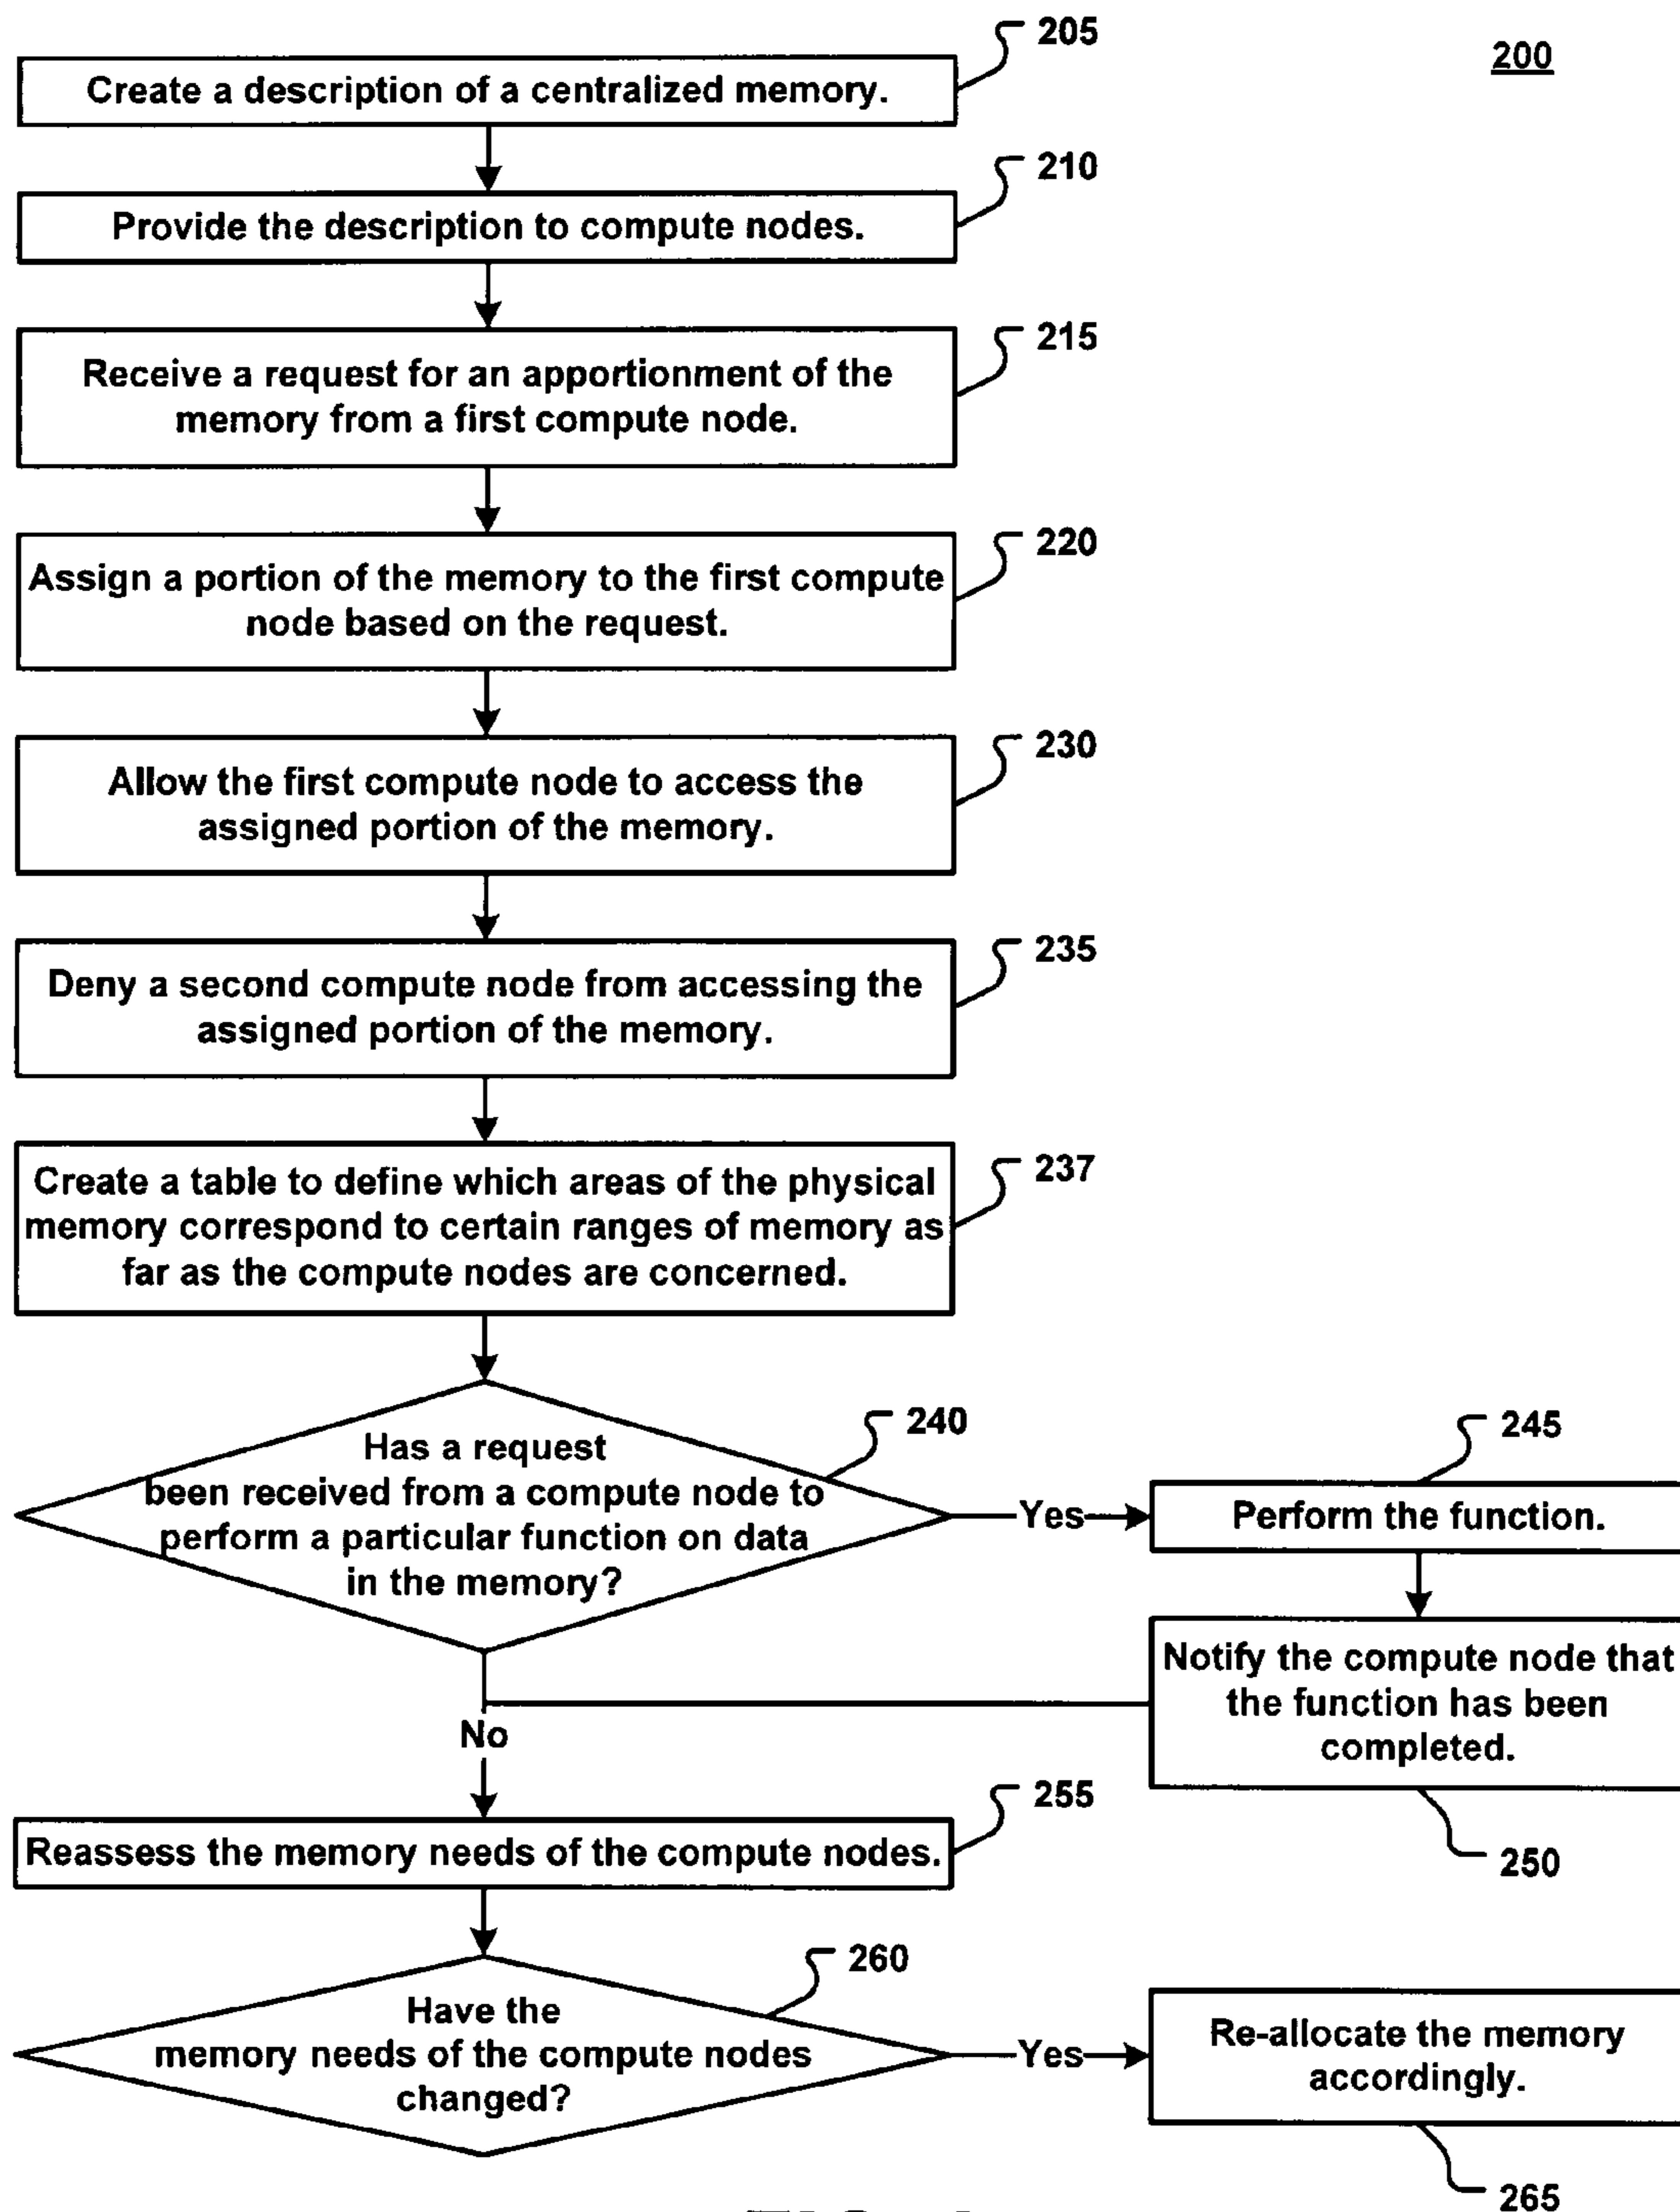 200
205
Create a description of a centralized memory.
210
Provide the description to compute nodes.
215
Receive a request for an apportionment of the
memory from a first compute node.
220
Assign a portion of the memory to the first compute
node based on the request.
230
Allow the first compute node to access the
assigned portion of the memory.
235
Deny a second compute node from accessing the
assigned portion of the memory.
237
Create a table to define which areas of the physical
memory correspond to certain ranges of memory as
far as the compute nodes are concerned.
240
Has a request
been received from a compute node to
perform a particular function on data
in the memory?
Yes
245
Perform the function.
Notify the compute node that
the function has been
completed.
250
No
255
Reassess the memory needs of the compute nodes.
260
Have the
memory needs of the compute nodes
changed?
Yes
Re-allocate the memory
accordingly.
265